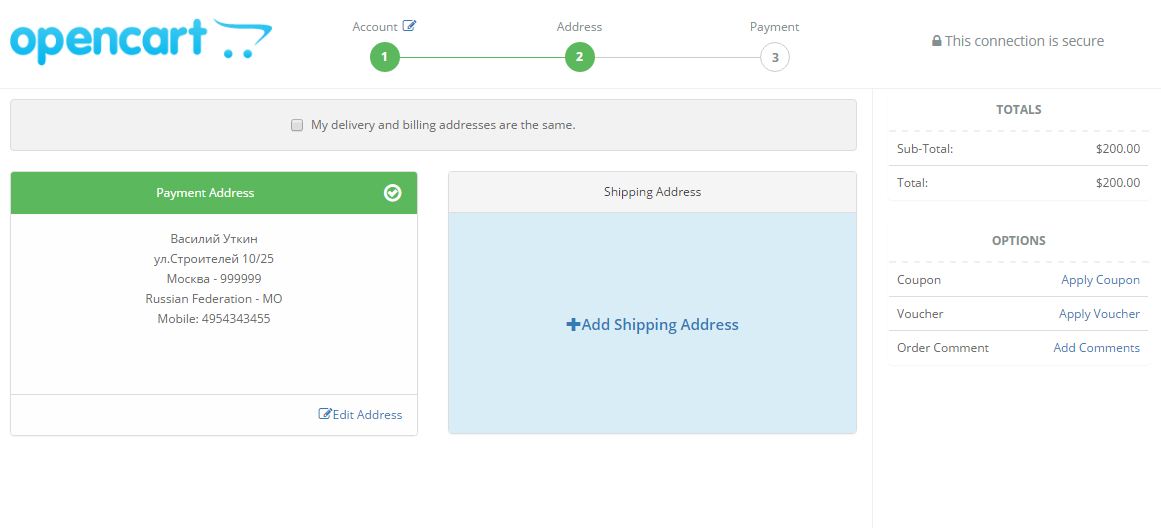 opencart
Account
Address
Payment
1
2
3
This connection is secure
My delivery and billing addresses are the same.
Payment Address
Василий Уткин
ул.Строителей 10/25
Москва - 999999
Russian Federation - MO
Mobile: 4954343455
Edit Address
Shipping Address
Add Shipping Address
TOTALS
Sub-Total: $200.00
Total: $200.00
OPTIONS
Coupon Apply Coupon
Voucher Apply Voucher
Order Comment Add Comments